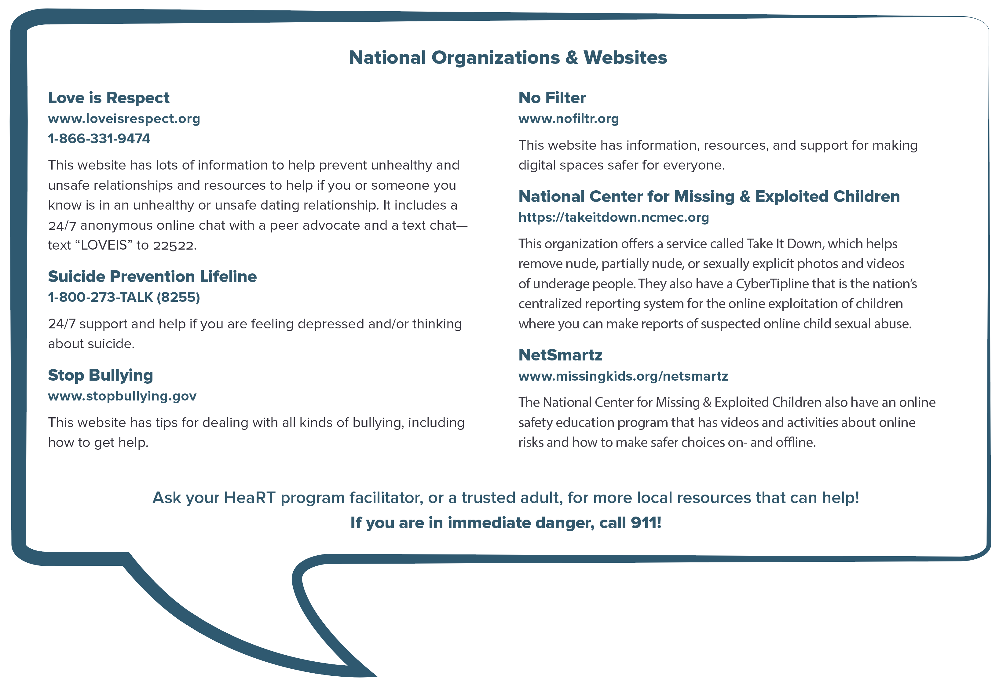 National Organizations & Websites
Love is Respect
www.loveisrespect.org
1-866-331-9474
This website has lots of information to help prevent unhealthy and
unsafe relationships and resources to help if you or someone you
know is in an unhealthy or unsafe dating relationship. It includes a
24/7 anonymous online chat with a peer advocate and a text chat—
text “LOVEIS” to 22522.
Suicide Prevention Lifeline
1-800-273-TALK (8255)
24/7 support and help if you are feeling depressed and/or thinking
about suicide.
Stop Bullying
www.stopbullying.gov
This website has tips for dealing with all kinds of bullying, including
how to get help.
No Filter
www.nofiltr.org
This website has information, resources, and support for making
digital spaces safer for everyone.
National Center for Missing & Exploited Children
https://takeitdown.ncmec.org
This organization offers a service called Take It Down, which helps
remove nude, partially nude, or sexually explicit photos and videos
of underage people. They also have a CyberTipline that is the nation’s
centralized reporting system for the online exploitation of children
where you can make reports of suspected online child sexual abuse.
NetSmartz
www.missingkids.org/netsmartz
The National Center for Missing & Exploited Children also have an online
safety education program that has videos and activities about online
risks and how to make safer choices on- and offline.
Ask your HeaRT program facilitator, or a trusted adult, for more local resources that can help!
If you are in immediate danger, call 911!